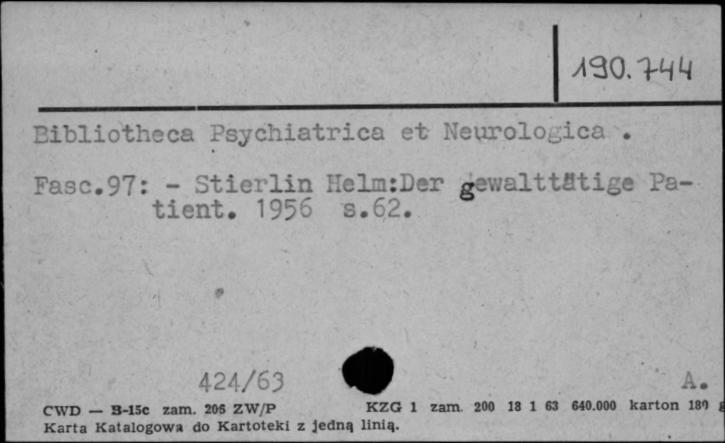 190.744
Bibliotheca Psychiatrica et Neurologica .
Fasc.97: - Stierlin Helm:Der gewalttätige Pa-
tient. 1956 s.62.
424/63
A.
CWD — B-15c zam. 205 ZW/P KZG 1 zam. 200 18 1 63 640.000 karton 180 g
Karta Katalogowa do Kartoteki z jedną linią.